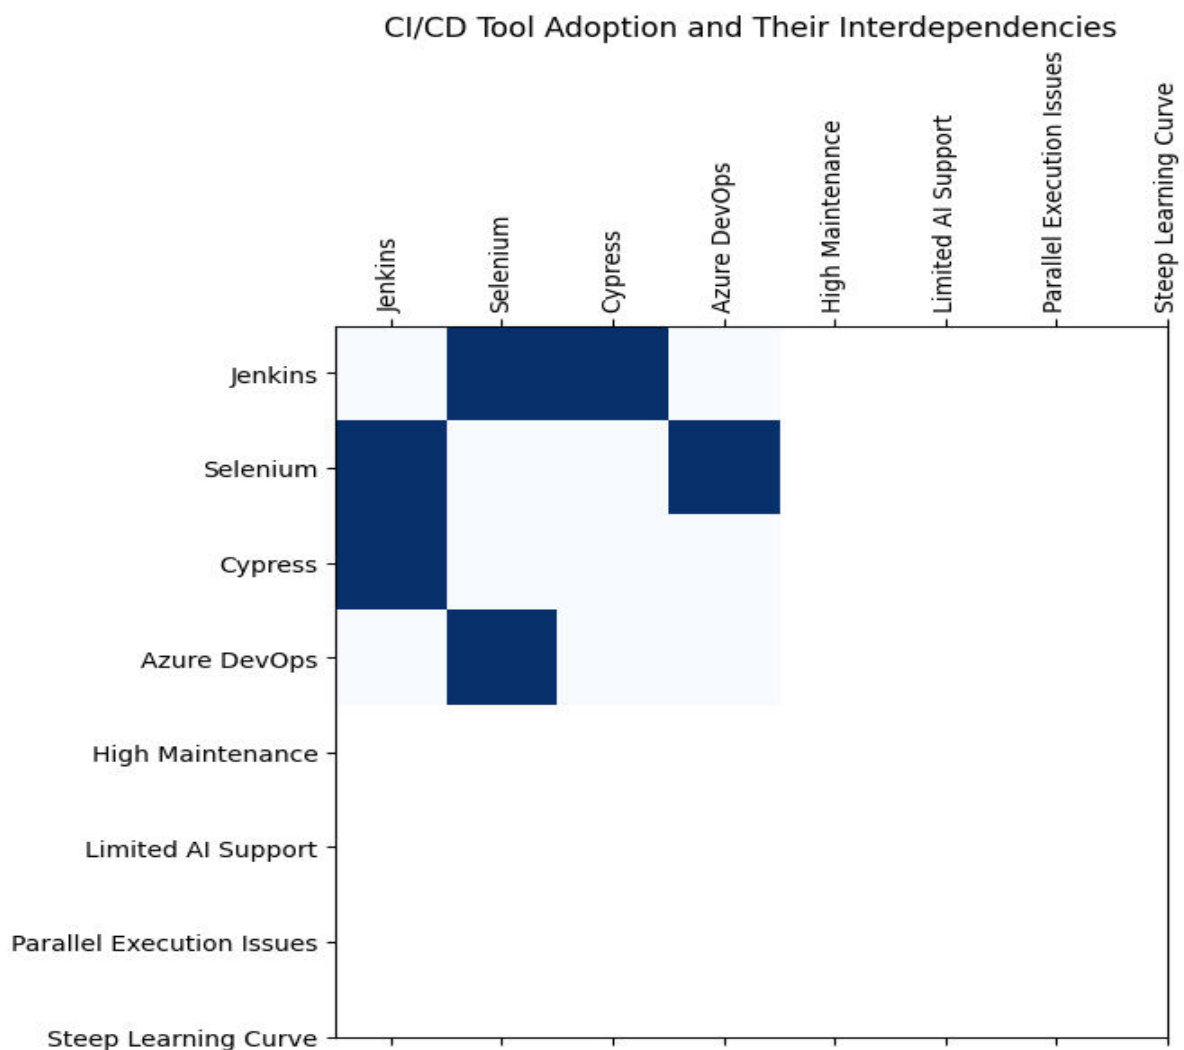 CI/CD Tool Adoption and Their Interdependencies
Jenkins
Selenium
Cypress
Azure DevOps
High Maintenance
Limited AI Support
Parallel Execution Issues
Steep Learning Curve
Jenkins
Selenium
Cypress
Azure DevOps
High Maintenance
Limited AI Support
Parallel Execution Issues
Steep Learning Curve